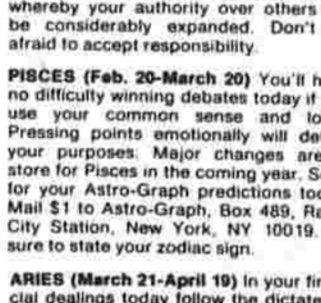 whereby your authority over others
be considerably expanded. Don't
afraid to accept responsibility.
PISCES (Feb. 20-March 20) You'll h
no difficulty winning debates today if
use your common sense and lo
Pressing points emotionally will de
your purposes. Major changes are
store for Pisces in the coming year. S
for your Astro-Graph predictions too
Mail $1 to Astro-Graph, Box 489, Ra
City Station, New York, NY 10019.
sure to state your zodiac sign.
ARIES (March 21-April 19) In your fin
cial dealings today follow the dictate